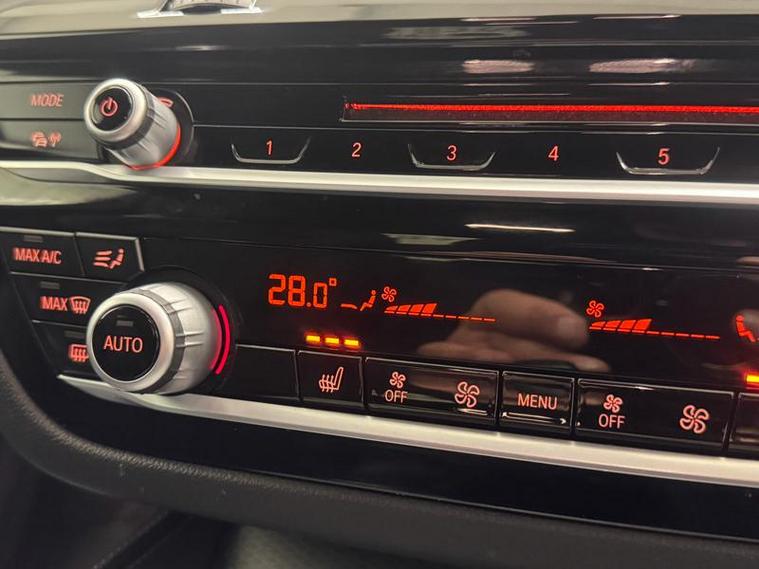 MODE
1 2 3 4 5
MAX A/C
MAX
28.0°
AUTO
OFF
MENU
OFF